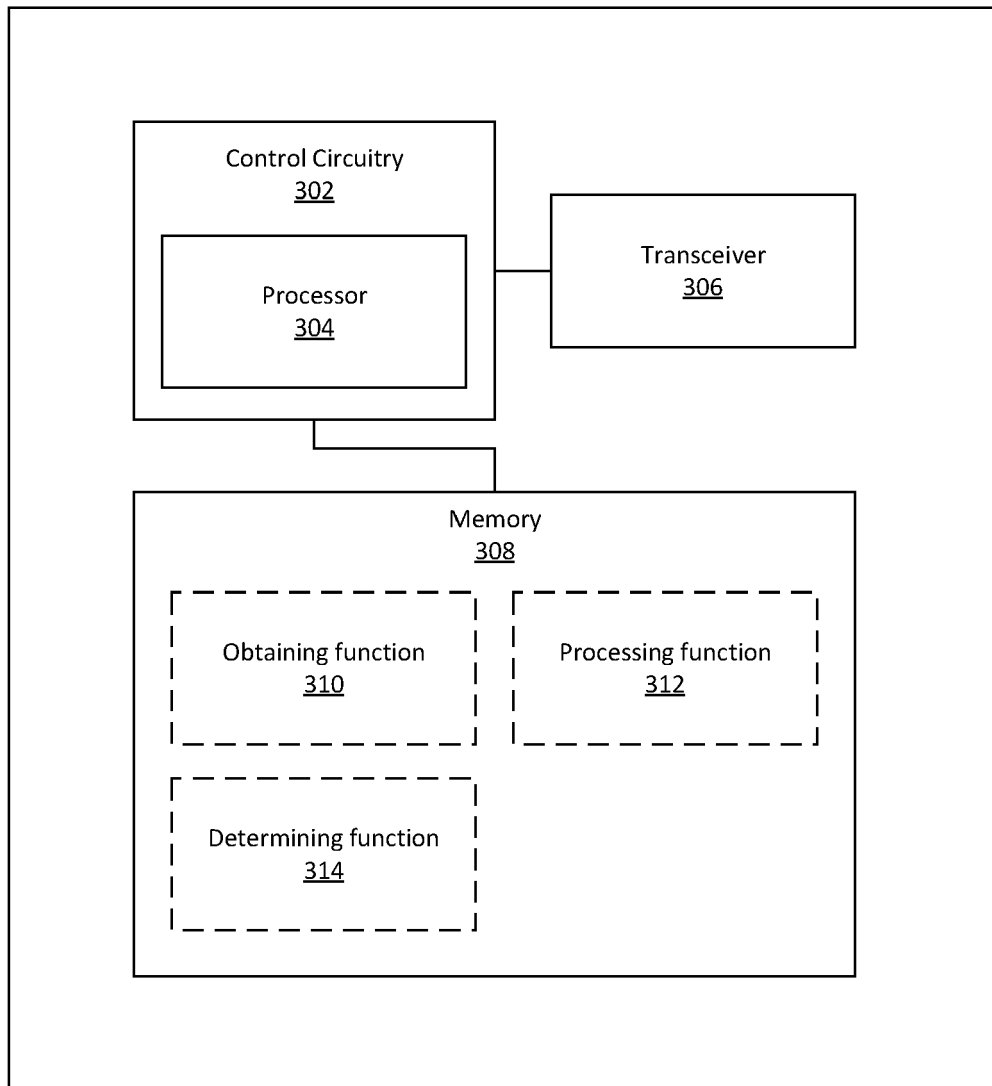 Control Circuitry
302
Processor
304
Transceiver
306
Memory
308
Obtaining function
310
Processing function
312
Determining function
314